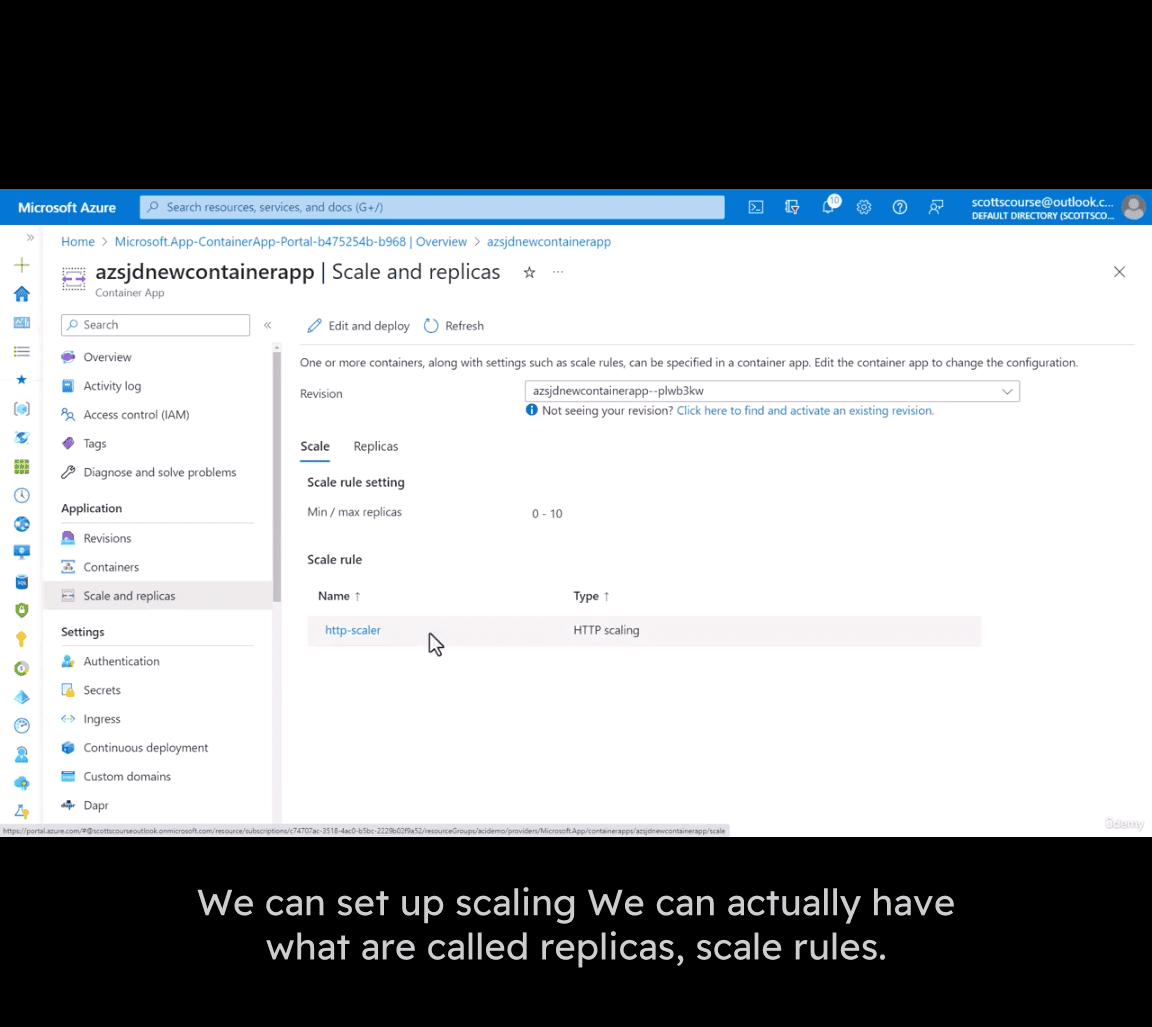 Microsoft Azure
Search resources, services, and docs (G+/)
10
scottscourse@outlook.c...
DEFAULT DIRECTORY (SCOTTSCO...
Home > Microsoft.App-ContainerApp-Portal-b475254b-b968 | Overview > azsjdnewcontainerapp
azsjdnewcontainerapp | Scale and replicas
Container App
Search
Overview
Activity log
Access control (IAM)
Tags
Diagnose and solve problems
Application
Revisions
Containers
Scale and replicas
Settings
Authentication
Secrets
Ingress
Continuous deployment
Custom domains
Dapr
Edit and deploy
Refresh
One or more containers, along with settings such as scale rules, can be specified in a container app. Edit the container app to change the configuration.
Revision
azsjdnewcontainerapp--plwb3kw
Not seeing your revision? Click here to find and activate an existing revision.
Scale
Replicas
Scale rule setting
Min / max replicas
0 - 10
Scale rule
Name ↑
Type ↑
http-scaler
HTTP scaling
https://portal.azure.com/#@scottscourseoutlook.onmicrosoft.com/resource/subscriptions/c74707ac-3518-4ac0-b5bc-2229b02f9a52/resourceGroups/acidemo/providers/Microsoft.App/containerapps/azsjdnewcontainerapp/scale
ûdemy
We can set up scaling We can actually have
what are called replicas, scale rules.